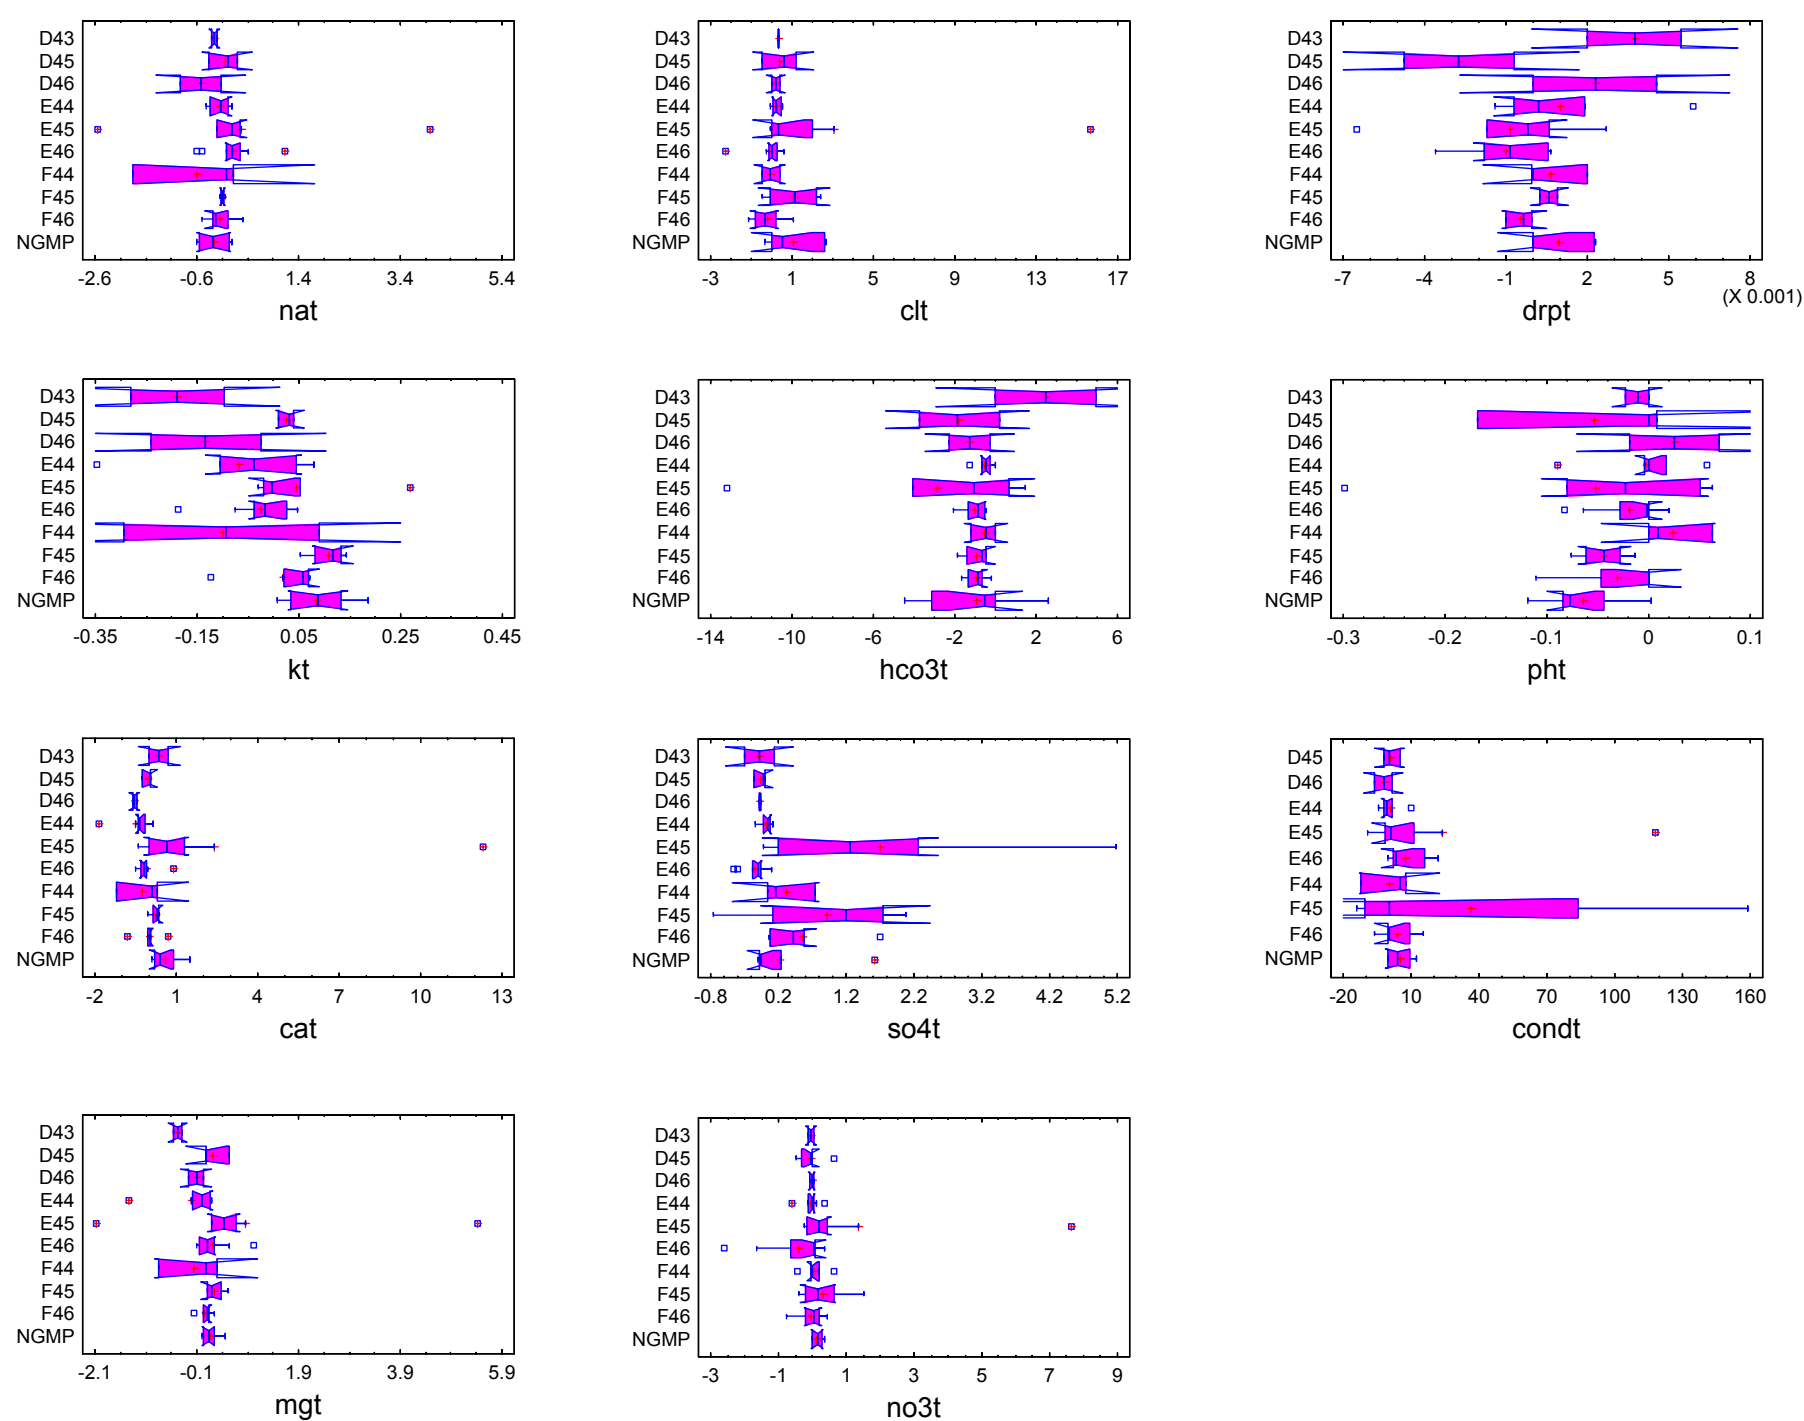 D43
D45
D46
E44
E45
E46
F44
F45
F46
NGMP
-2.6 -0.6 1.4 3.4 5.4
nat
D43
D45
D46
E44
E45
E46
F44
F45
F46
NGMP
-3 1 5 9 13 17
clt
D43
D45
D46
E44
E45
E46
F44
F45
F46
NGMP
-7 -4 -1 2 5 8
(X 0.001)
drpt
D43
D45
D46
E44
E45
E46
F44
F45
F46
NGMP
-0.35 -0.15 0.05 0.25 0.45
kt
D43
D45
D46
E44
E45
E46
F44
F45
F46
NGMP
-14 -10 -6 -2 2 6
hco3t
D43
D45
D46
E44
E45
E46
F44
F45
F46
NGMP
-0.3 -0.2 -0.1 0 0.1
pht
D43
D45
D46
E44
E45
E46
F44
F45
F46
NGMP
-2 1 4 7 10 13
cat
D43
D45
D46
E44
E45
E46
F44
F45
F46
NGMP
-0.8 0.2 1.2 2.2 3.2 4.2 5.2
so4t
D45
D46
E44
E45
E46
F44
F45
F46
NGMP
-20 10 40 70 100 130 160
condt
D43
D45
D46
E44
E45
E46
F44
F45
F46
NGMP
-2.1 -0.1 1.9 3.9 5.9
mgt
D43
D45
D46
E44
E45
E46
F44
F45
F46
NGMP
-3 -1 1 3 5 7 9
no3t